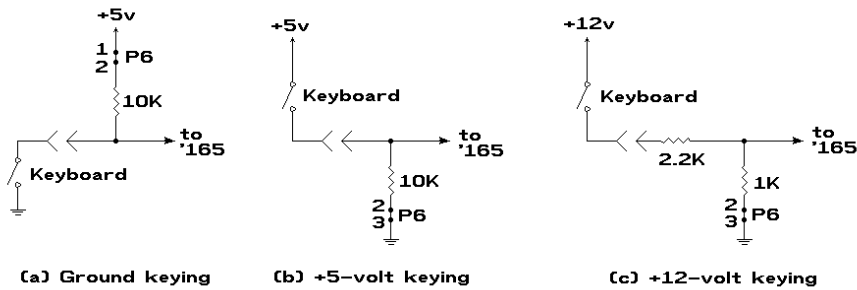 +5v
1
2
P6
10K
to
'165
Keyboard
(a) Ground keying
+5v
Keyboard
to
'165
10K
2
3
P6
(b) +5-volt keying
+12v
Keyboard
to
'165
2.2K
1K
2
3
P6
(c) +12-volt keying